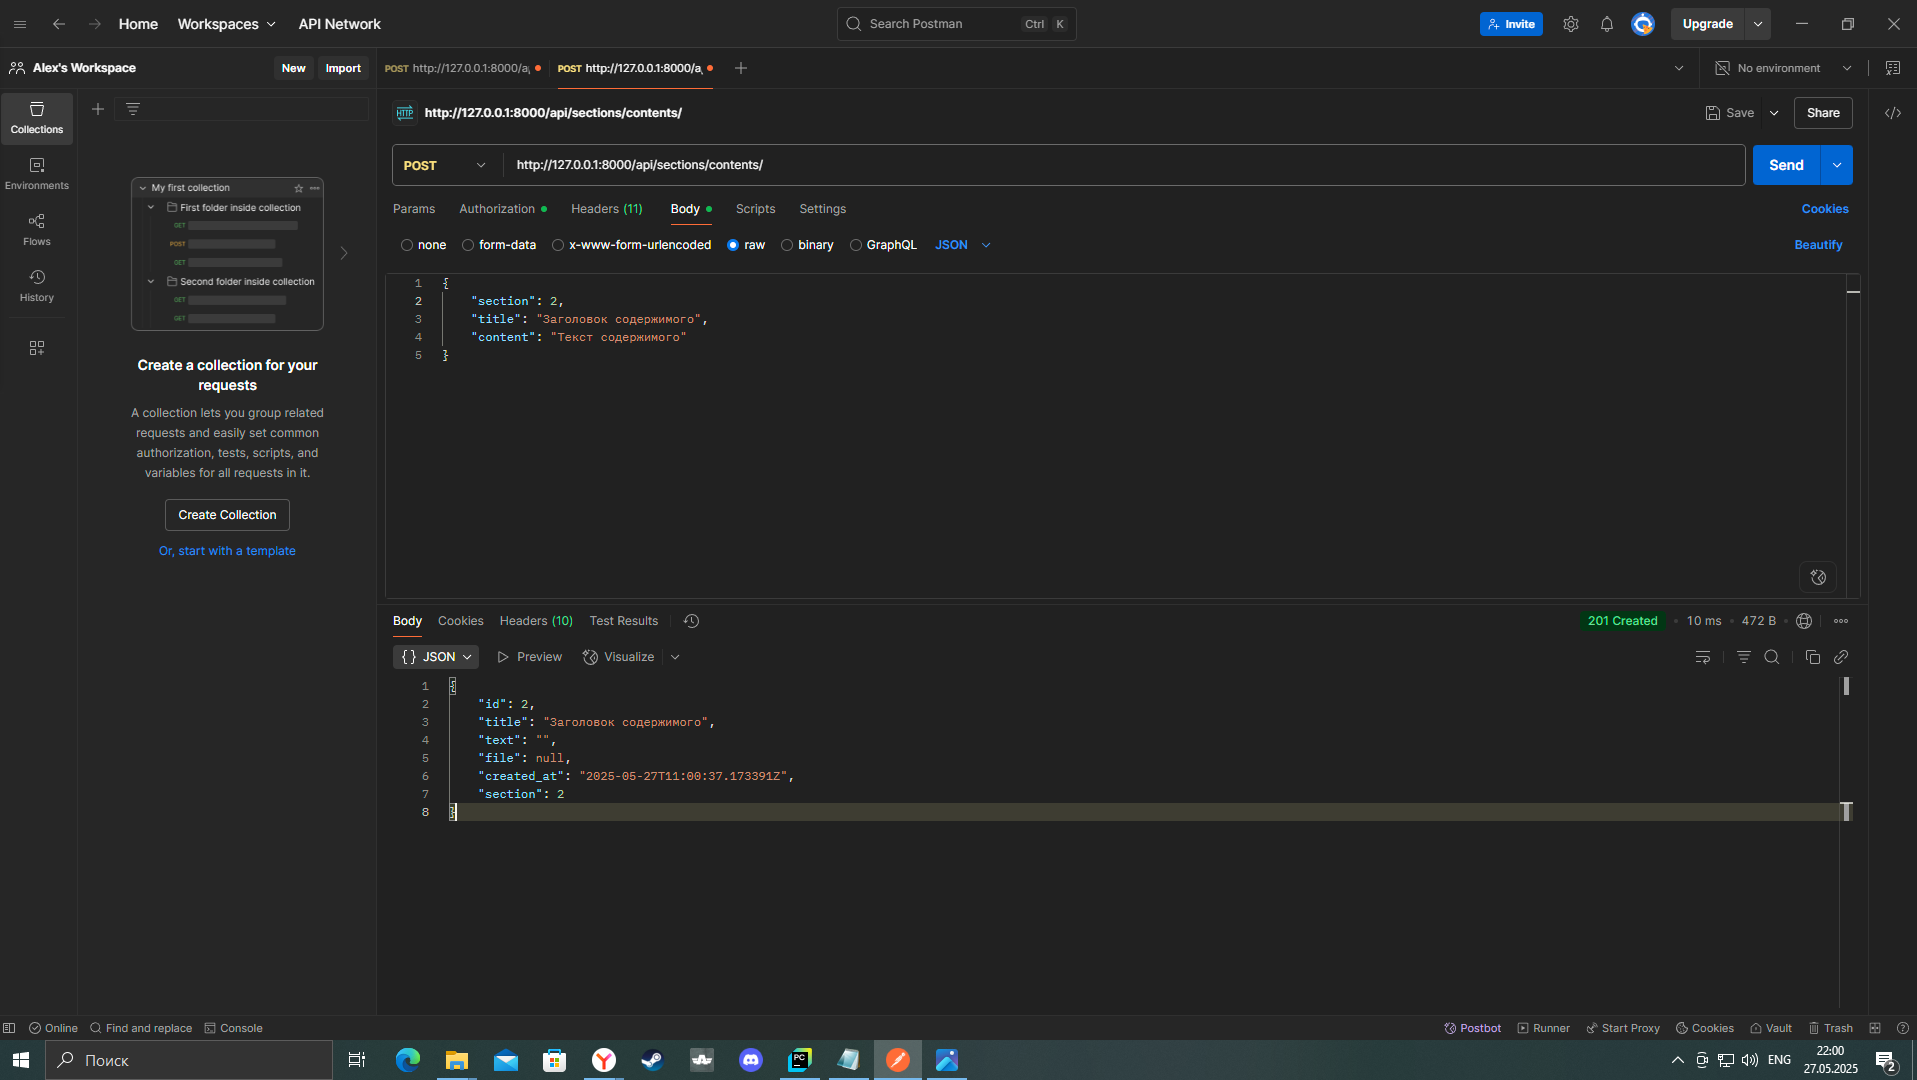 Home Workspaces API Network
Search Postman Ctrl K
Invite Upgrade
Alex's Workspace New Import
POST http://127.0.0.1:8000/a
POST http://127.0.0.1:8000/a
No environment
Collections
Environments
Flows
History
My first collection
First folder inside collection
GET
POST
GET
Second folder inside collection
GET
GET
Create a collection for your
requests
A collection lets you group related
requests and easily set common
authorization, tests, scripts, and
variables for all requests in it.
Create Collection
Or, start with a template
HTTP http://127.0.0.1:8000/api/sections/contents/
Save Share
POST http://127.0.0.1:8000/api/sections/contents/
Send
Params Authorization Headers (11) Body Scripts Settings Cookies
none form-data x-www-form-urlencoded raw binary GraphQL JSON Beautify
1 {
2 "section": 2,
3 "title": "Заголовок содержимого",
4 "content": "Текст содержимого"
5 }
Body Cookies Headers (10) Test Results
201 Created 10 ms 472 B
{} JSON Preview Visualize
1 {
2 "id": 2,
3 "title": "Заголовок содержимого",
4 "text": "",
5 "file": null,
6 "created_at": "2025-05-27T11:00:37.173391Z",
7 "section": 2
8 }
Online Find and replace Console
Postbot Runner Start Proxy Cookies Vault Trash
Поиск
PC
ENG
22:00
27.05.2025
2